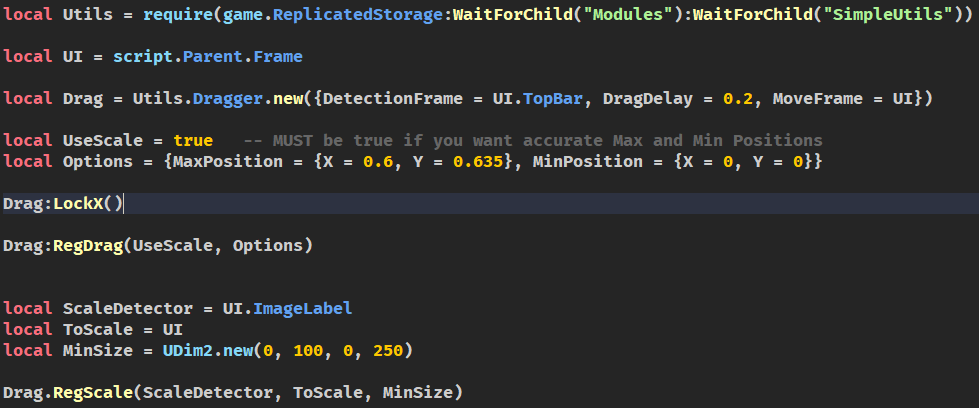 local Utils = require(game.ReplicatedStorage:WaitForChild("Modules"):WaitForChild("SimpleUtils"))
local UI = script.Parent.Frame
local Drag = Utils.Dragger.new({DetectionFrame = UI.TopBar, DragDelay = 0.2, MoveFrame = UI})
local UseScale = true   -- MUST be true if you want accurate Max and Min Positions
local Options = {MaxPosition = {X = 0.6, Y = 0.635}, MinPosition = {X = 0, Y = 0}}
Drag:LockX()
Drag:RegDrag(UseScale, Options)
local ScaleDetector = UI.ImageLabel
local ToScale = UI
local MinSize = UDim2.new(0, 100, 0, 250)
Drag.RegScale(ScaleDetector, ToScale, MinSize)